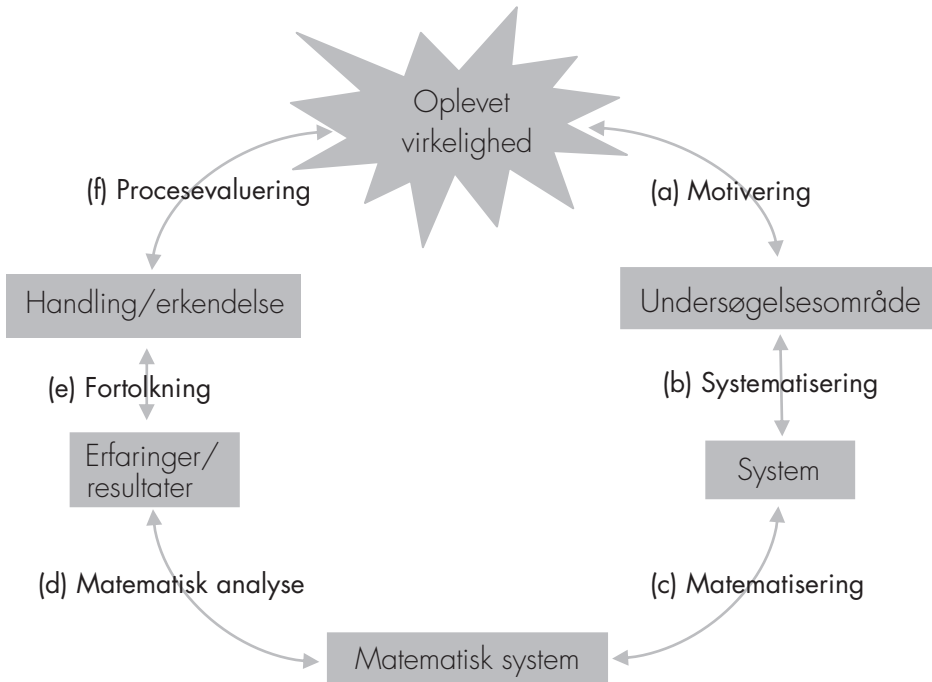 Oplevet
virkelighed
(f) Procesevaluering
(a) Motivering
Handling/erkendelse
Undersøgelsesområde
(e) Fortolkning
(b) Systematisering
Erfaringer/
resultater
System
(d) Matematisk analyse
(c) Matematisering
Matematisk system